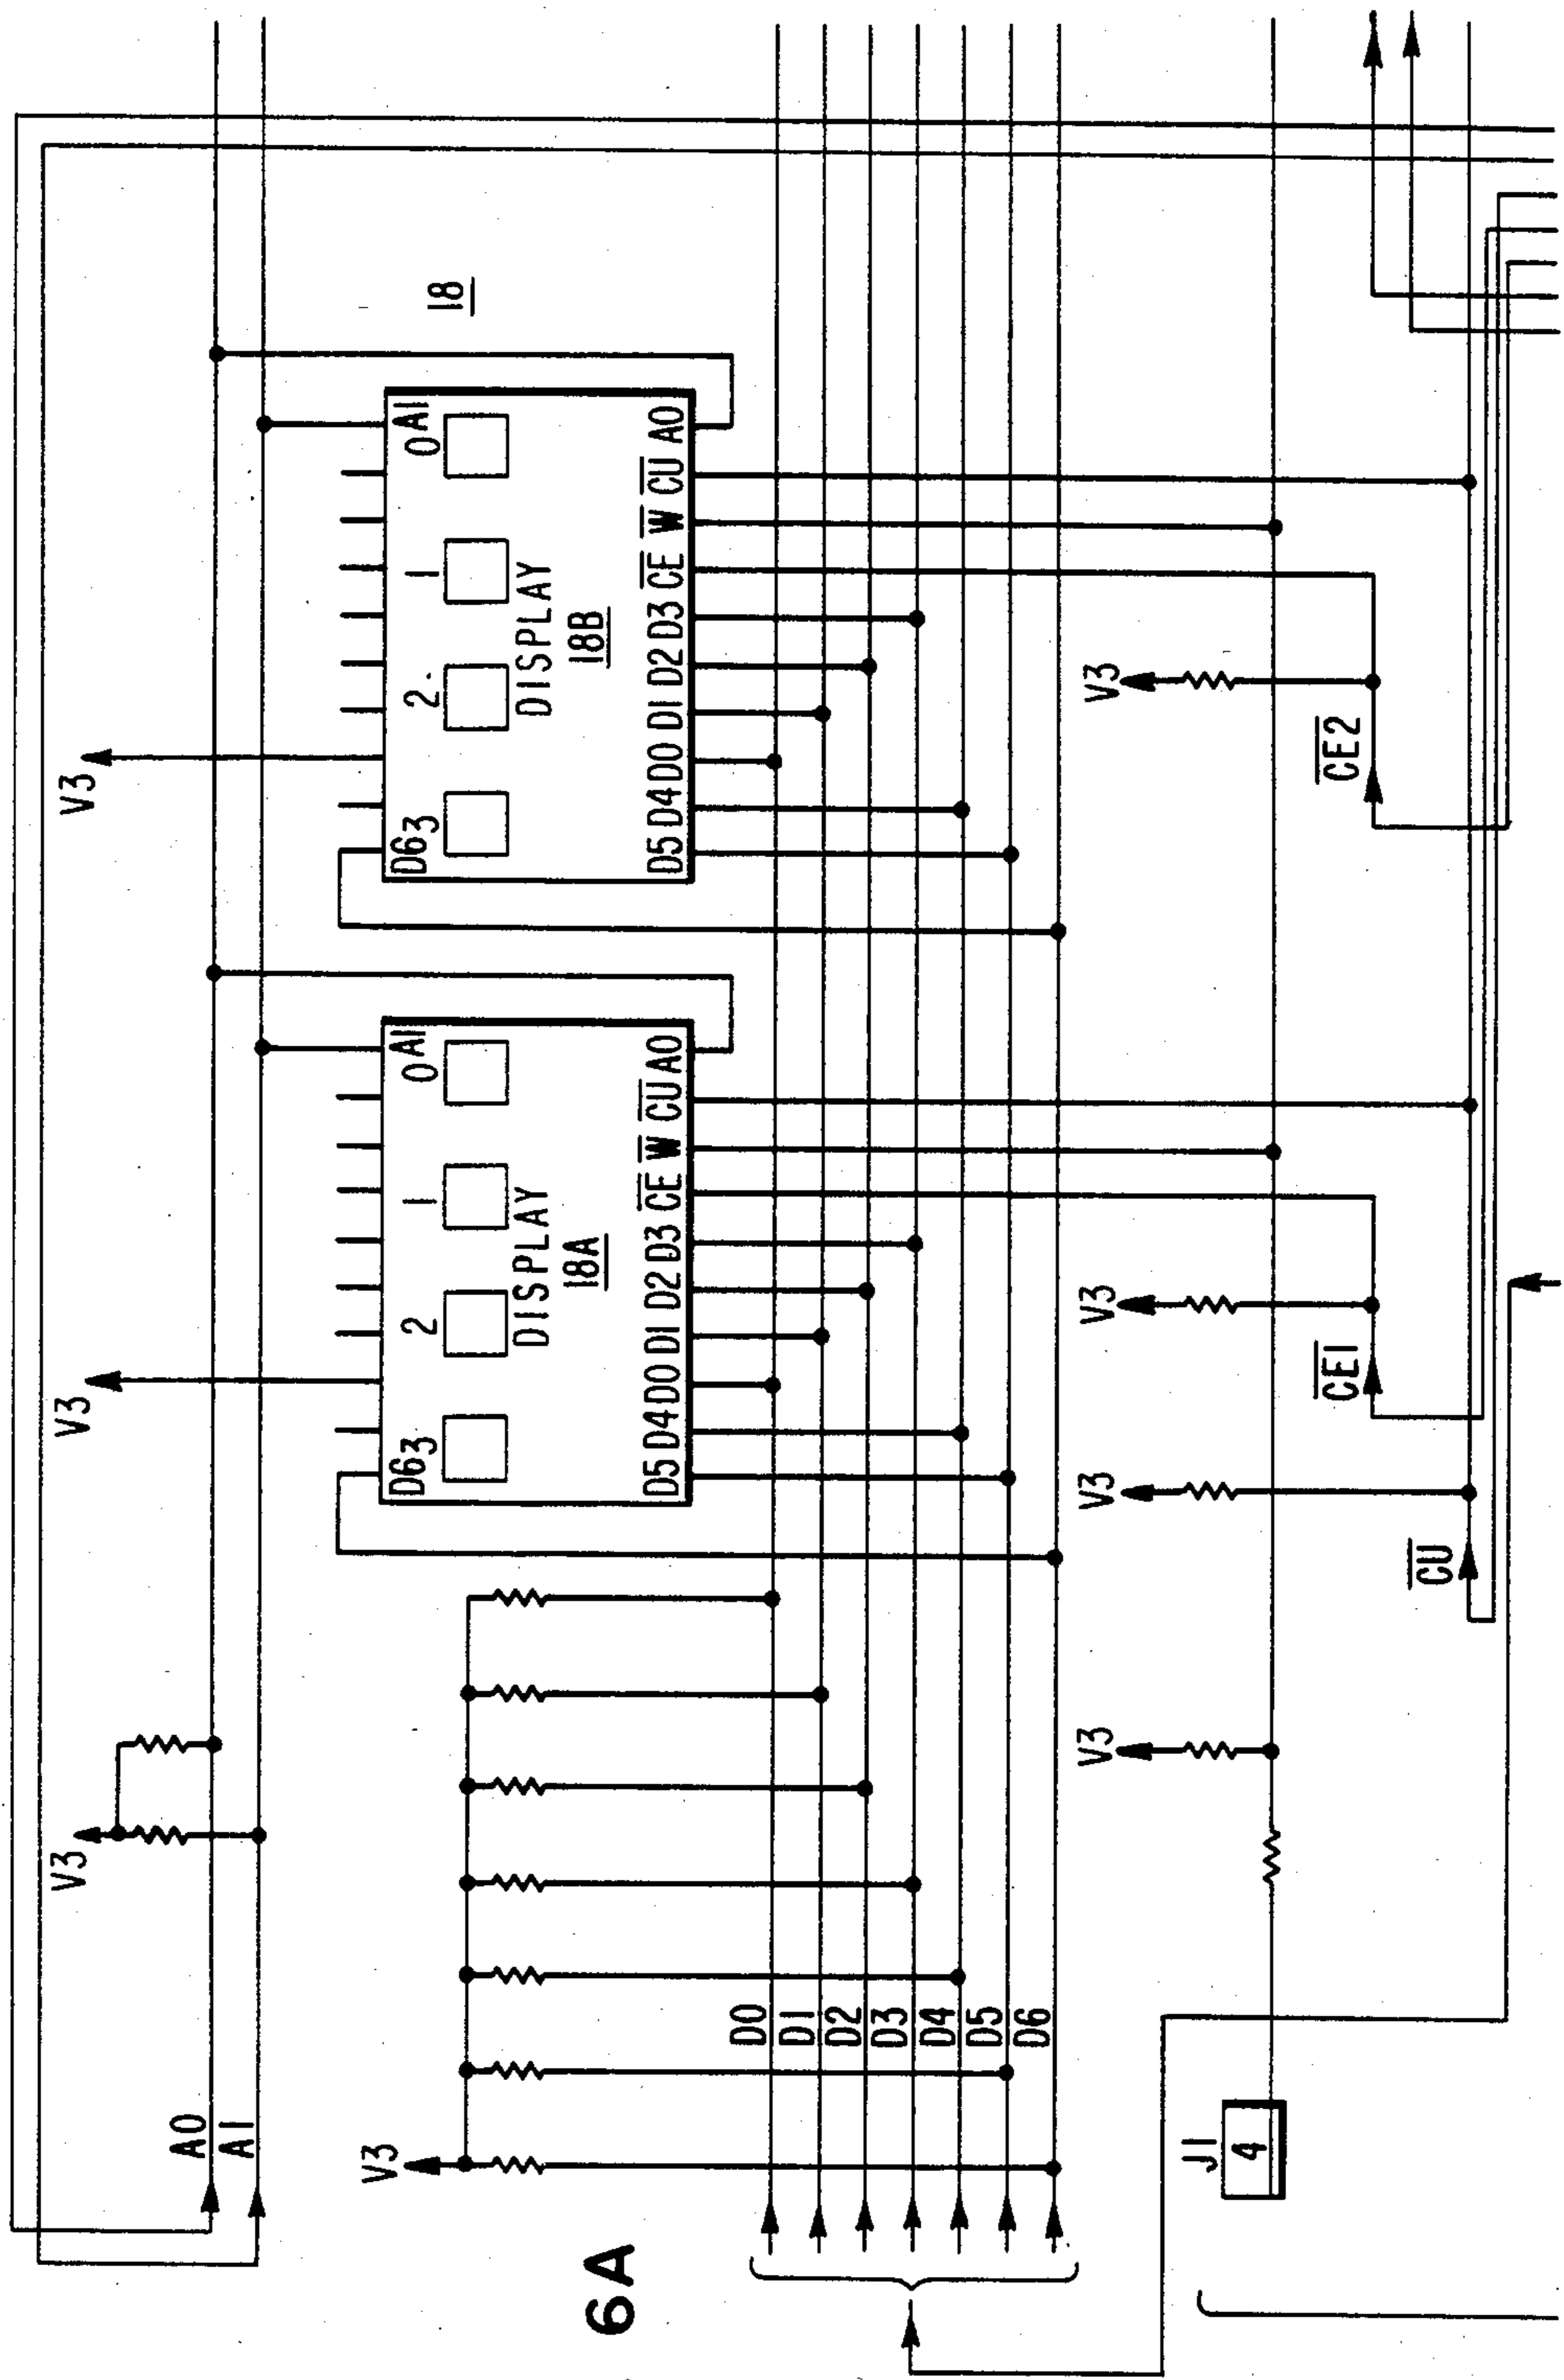 6A
A0
A1
V3
V3
V3
V3
D6 3 2 1 0 A1
DISPLAY
18A
D5 D4 D0 D1 D2 D3 CE W CU A0
D6 3 2 1 0 A1
DISPLAY
18B
D5 D4 D0 D1 D2 D3 CE W CU A0
18
D0
D1
D2
D3
D4
D5
D6
J1
4
V3
V3
V3
V3
CU
CE1
CE2